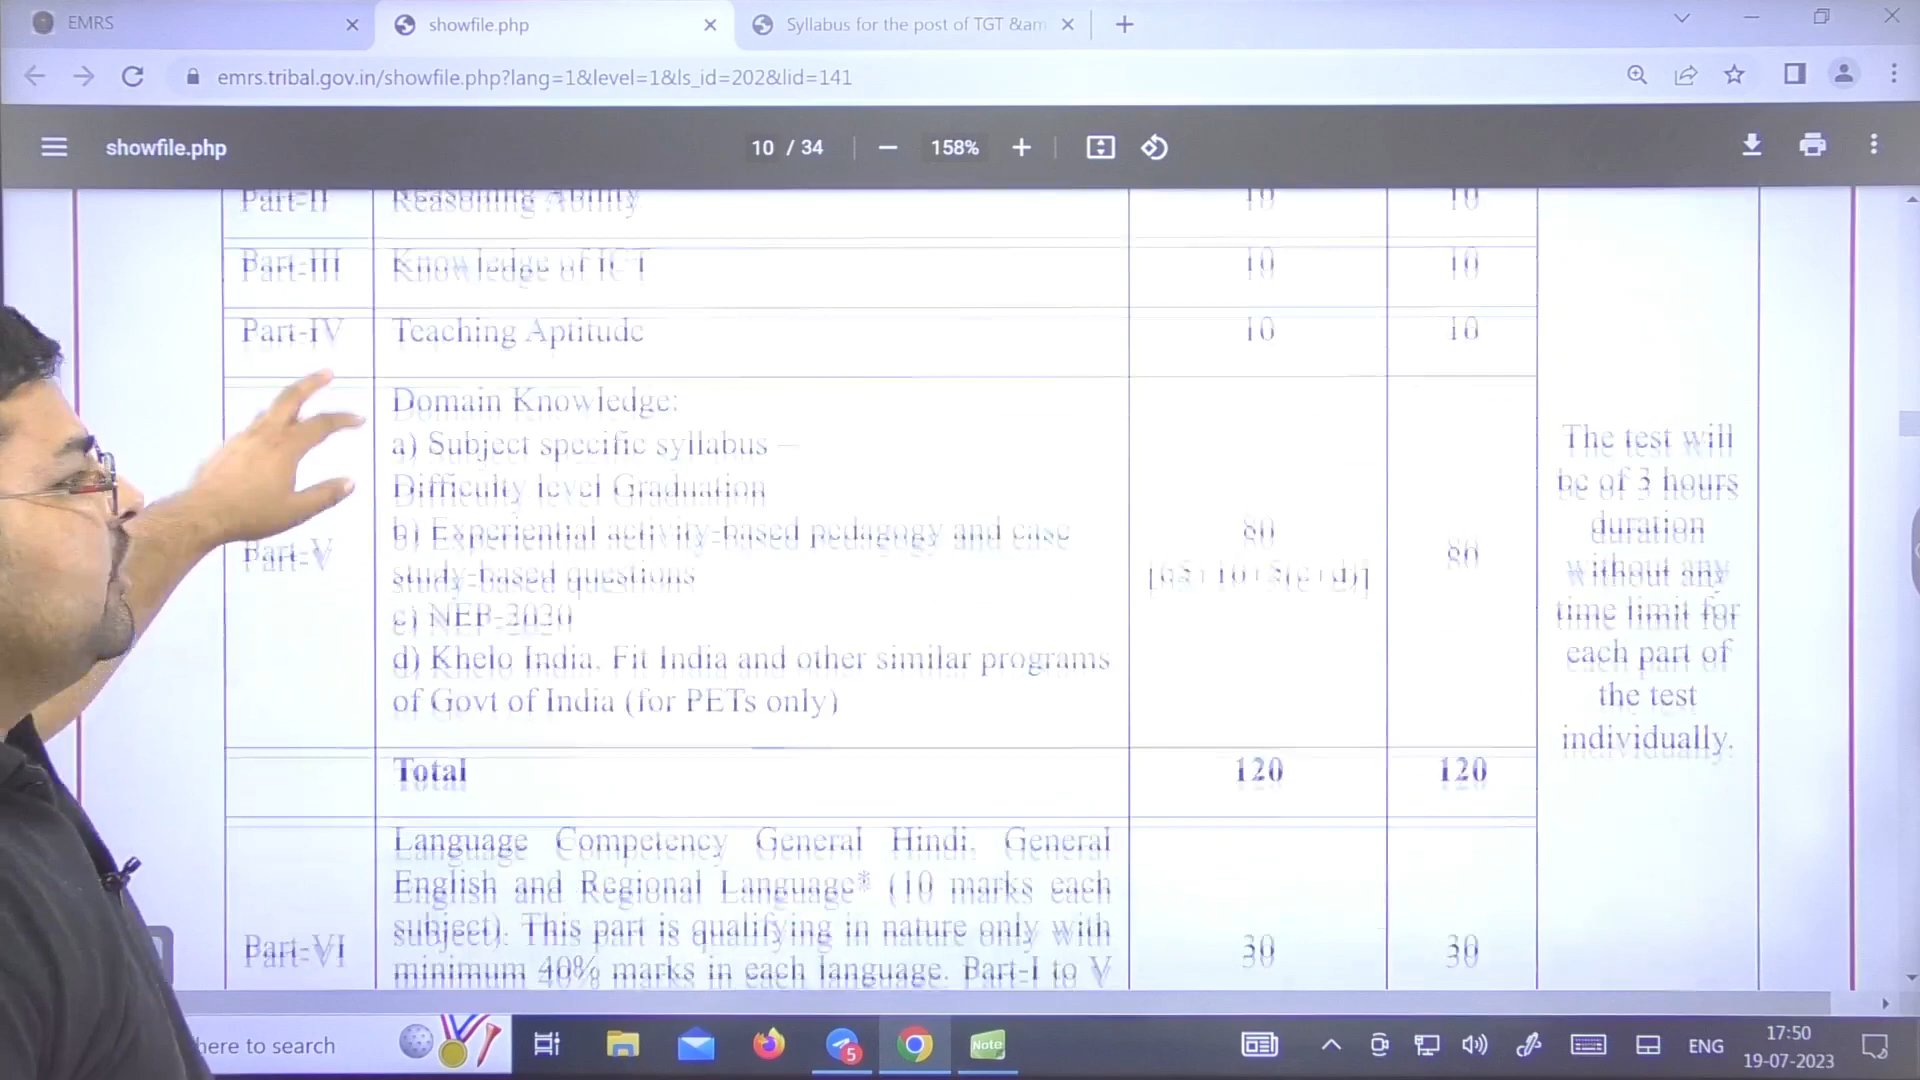 EMRS
showfile.php
Syllabus for the post of TGT &am
emrs.tribal.gov.in/showfile.php?lang=1&level=1&ls_id=202&lid=141
showfile.php
10 / 34
158%
Part-II Reasoning Ability 10 10
Part-III Knowledge of ICT 10 10
Part-IV Teaching Aptitude 10 10
Part-V
Domain Knowledge:
a) Subject specific syllabus –
Difficulty level Graduation
b) Experiential activity-based pedagogy and case
study-based questions
c) NEP-2020
d) Khelo India, Fit India and other similar programs
of Govt of India (for PETs only)
80
[65+10+5(c+d)]
80
The test will
be of 3 hours
duration
without any
time limit for
each part of
the test
individually.
Total 120 120
Part-VI
Language Competency General Hindi, General
English and Regional Language* (10 marks each
subject). This part is qualifying in nature only with
minimum 40% marks in each language. Part-I to V
30
30
here to search
5
Note
ENG
17:50
19-07-2023